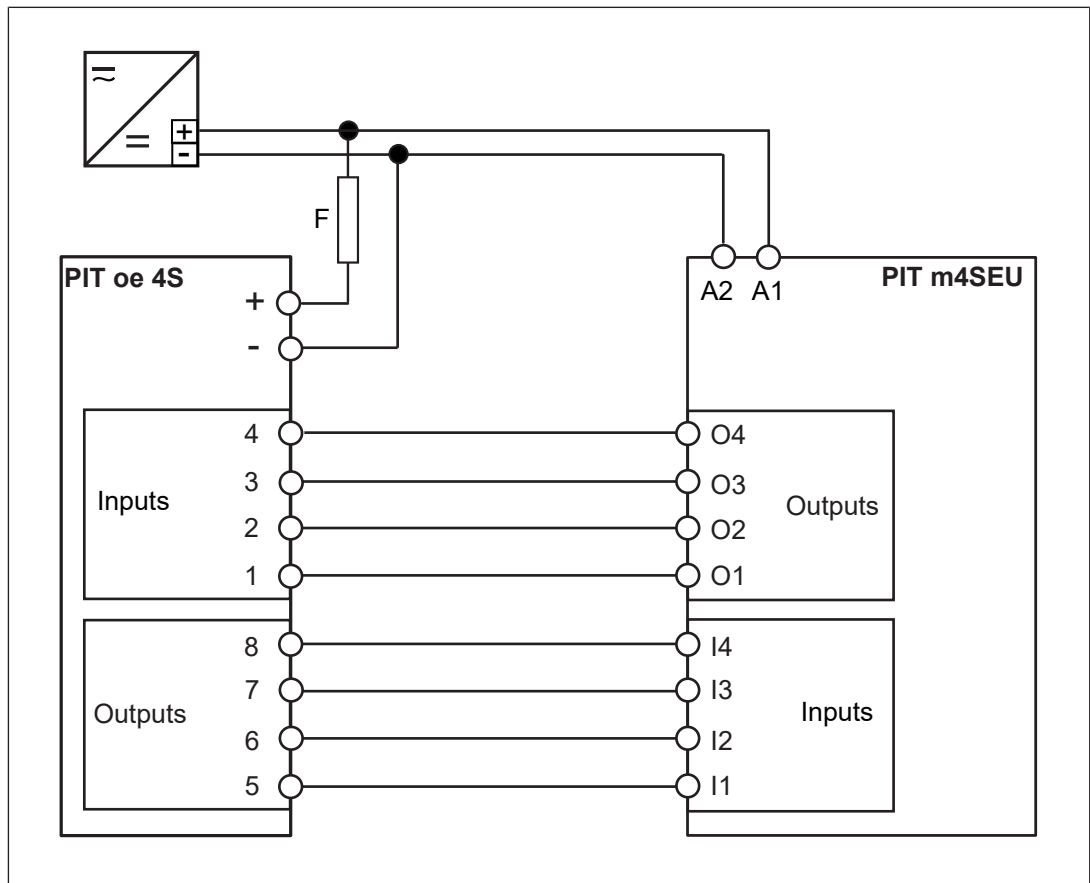 +
-
F
PIT oe 4S
PIT m4SEU
+
-
A2 A1
4
3
2
1
Inputs
O4
O3
O2
O1
Outputs
8
7
6
5
Outputs
I4
I3
I2
I1
Inputs